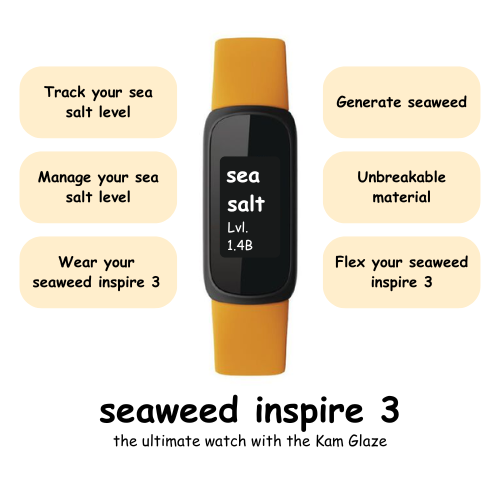 Track your sea
salt level
Manage your sea
salt level
Wear your
seaweed inspire 3
sea
salt
Lvl.
1.4B
Generate seaweed
Unbreakable
material
Flex your seaweed
inspire 3
seaweed inspire 3
the ultimate watch with the Kam Glaze